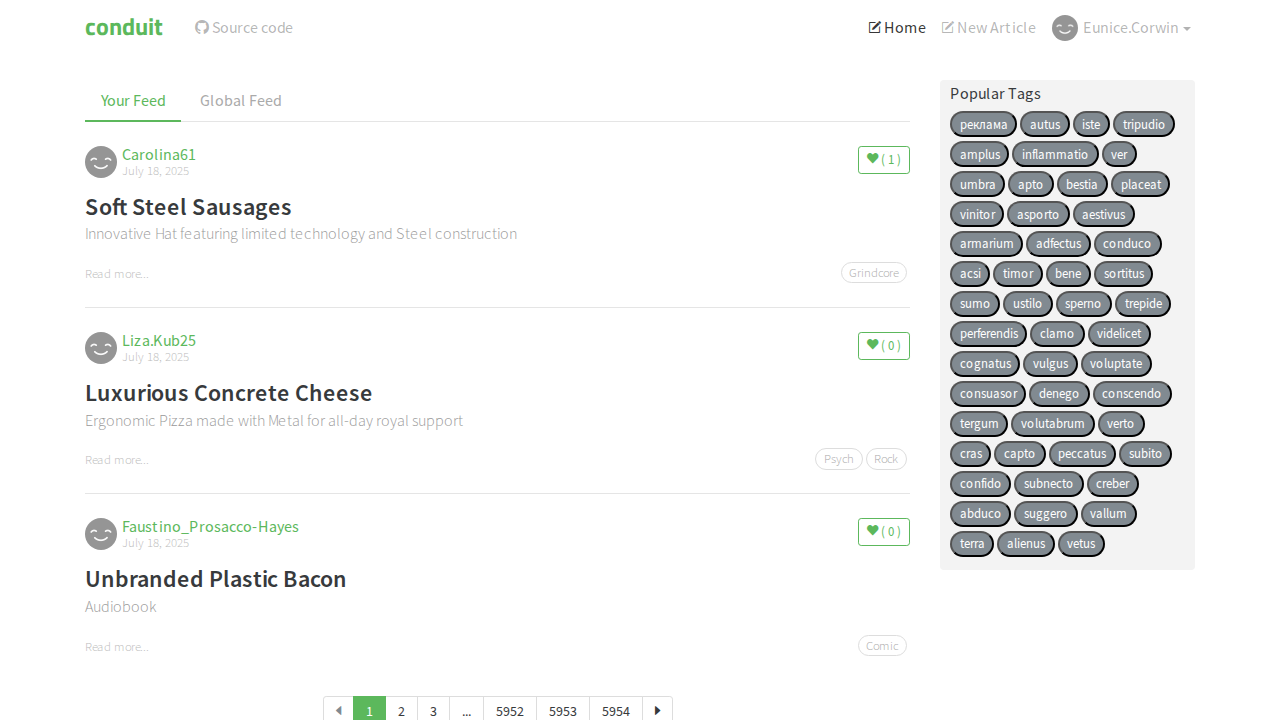 conduit Source code Home New Article Eunice.Corwin
Your Feed Global Feed
Carolina61
July 18, 2025
( 1 )
Soft Steel Sausages
Innovative Hat featuring limited technology and Steel construction
Read more...
Grindcore
Liza.Kub25
July 18, 2025
( 0 )
Luxurious Concrete Cheese
Ergonomic Pizza made with Metal for all-day royal support
Read more...
Psych Rock
Faustino_Prosacco-Hayes
July 18, 2025
( 0 )
Unbranded Plastic Bacon
Audiobook
Read more...
Comic
1 2 3 ... 5952 5953 5954
Popular Tags
реклама autus iste tripudio
amplus inflammatio ver
umbra apto bestia placeat
vinitor asporto aestivus
armarium adfectus conduco
acsi timor bene sortitus
sumo ustilo sperno trepide
perferendis clamo videlicet
cognatus vulgus voluptate
consuasor denego conscendo
tergum volutabrum verto
cras capto peccatus subito
confido subnecto creber
abduco suggero vallum
terra alienus vetus